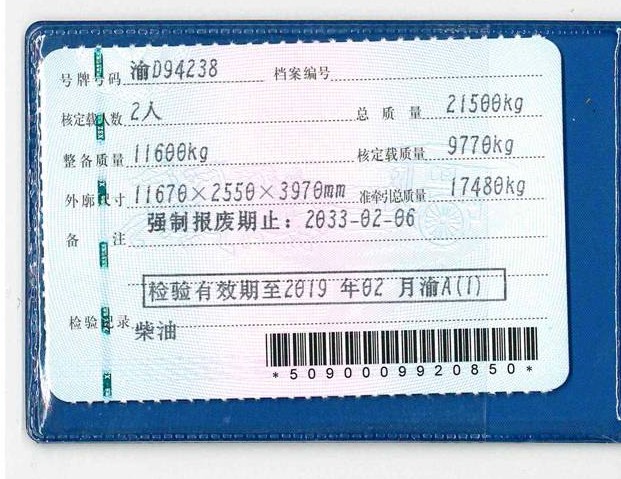 号牌号码 渝D94238 档案编号
核定载人数 2人 总质量 21500kg
整备质量 11600kg 核定载质量 9770kg
外廓尺寸 11670×2550×3970mm 准牵引总质量 17480kg
备注 强制报废期止：2033-02-06
检验有效期至2019 年02 月渝A(1)
检验记录 柴油
*5090009920850*